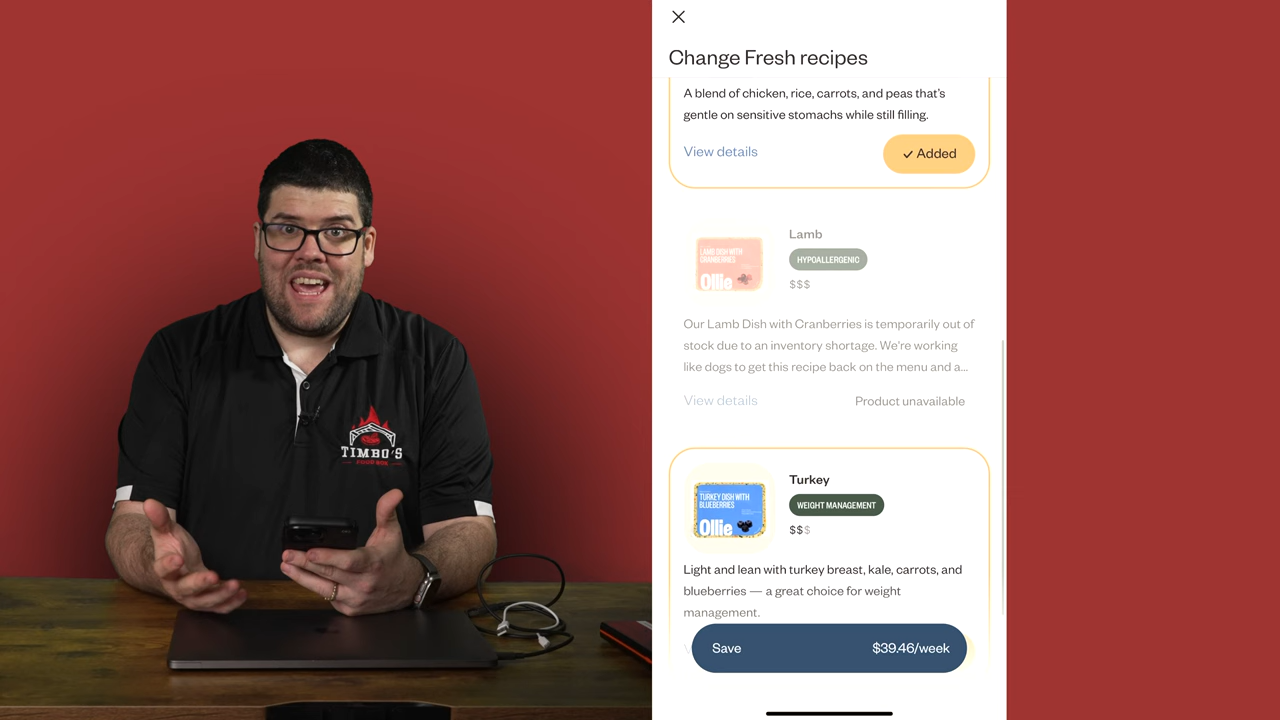 Change Fresh recipes
A blend of chicken, rice, carrots, and peas that's
gentle on sensitive stomachs while still filling.
View details
✓ Added
Lamb
LAMB DISH WITH
CRANBERRIES
HYPOALLERGENIC
Ollie
$$$
Our Lamb Dish with Cranberries is temporarily out of
stock due to an inventory shortage. We're working
like dogs to get this recipe back on the menu and a...
View details
Product unavailable
TIMBO'S
FOOD BOX
Turkey
TURKEY DISH WITH
BLUEBERRIES
WEIGHT MANAGEMENT
Ollie
$$$
Light and lean with turkey breast, kale, carrots, and
blueberries — a great choice for weight
management.
Save
$39.46/week